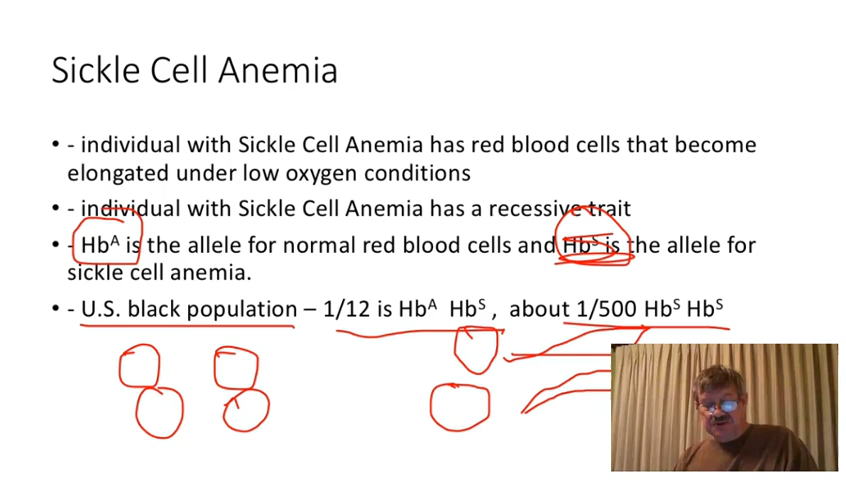 Sickle Cell Anemia
• - individual with Sickle Cell Anemia has red blood cells that become
elongated under low oxygen conditions
• - individual with Sickle Cell Anemia has a recessive trait
• - Hbᴬ is the allele for normal red blood cells and Hbˢ is the allele for
sickle cell anemia.
• - U.S. black population – 1/12 is Hbᴬ Hbˢ , about 1/500 Hbˢ Hbˢ